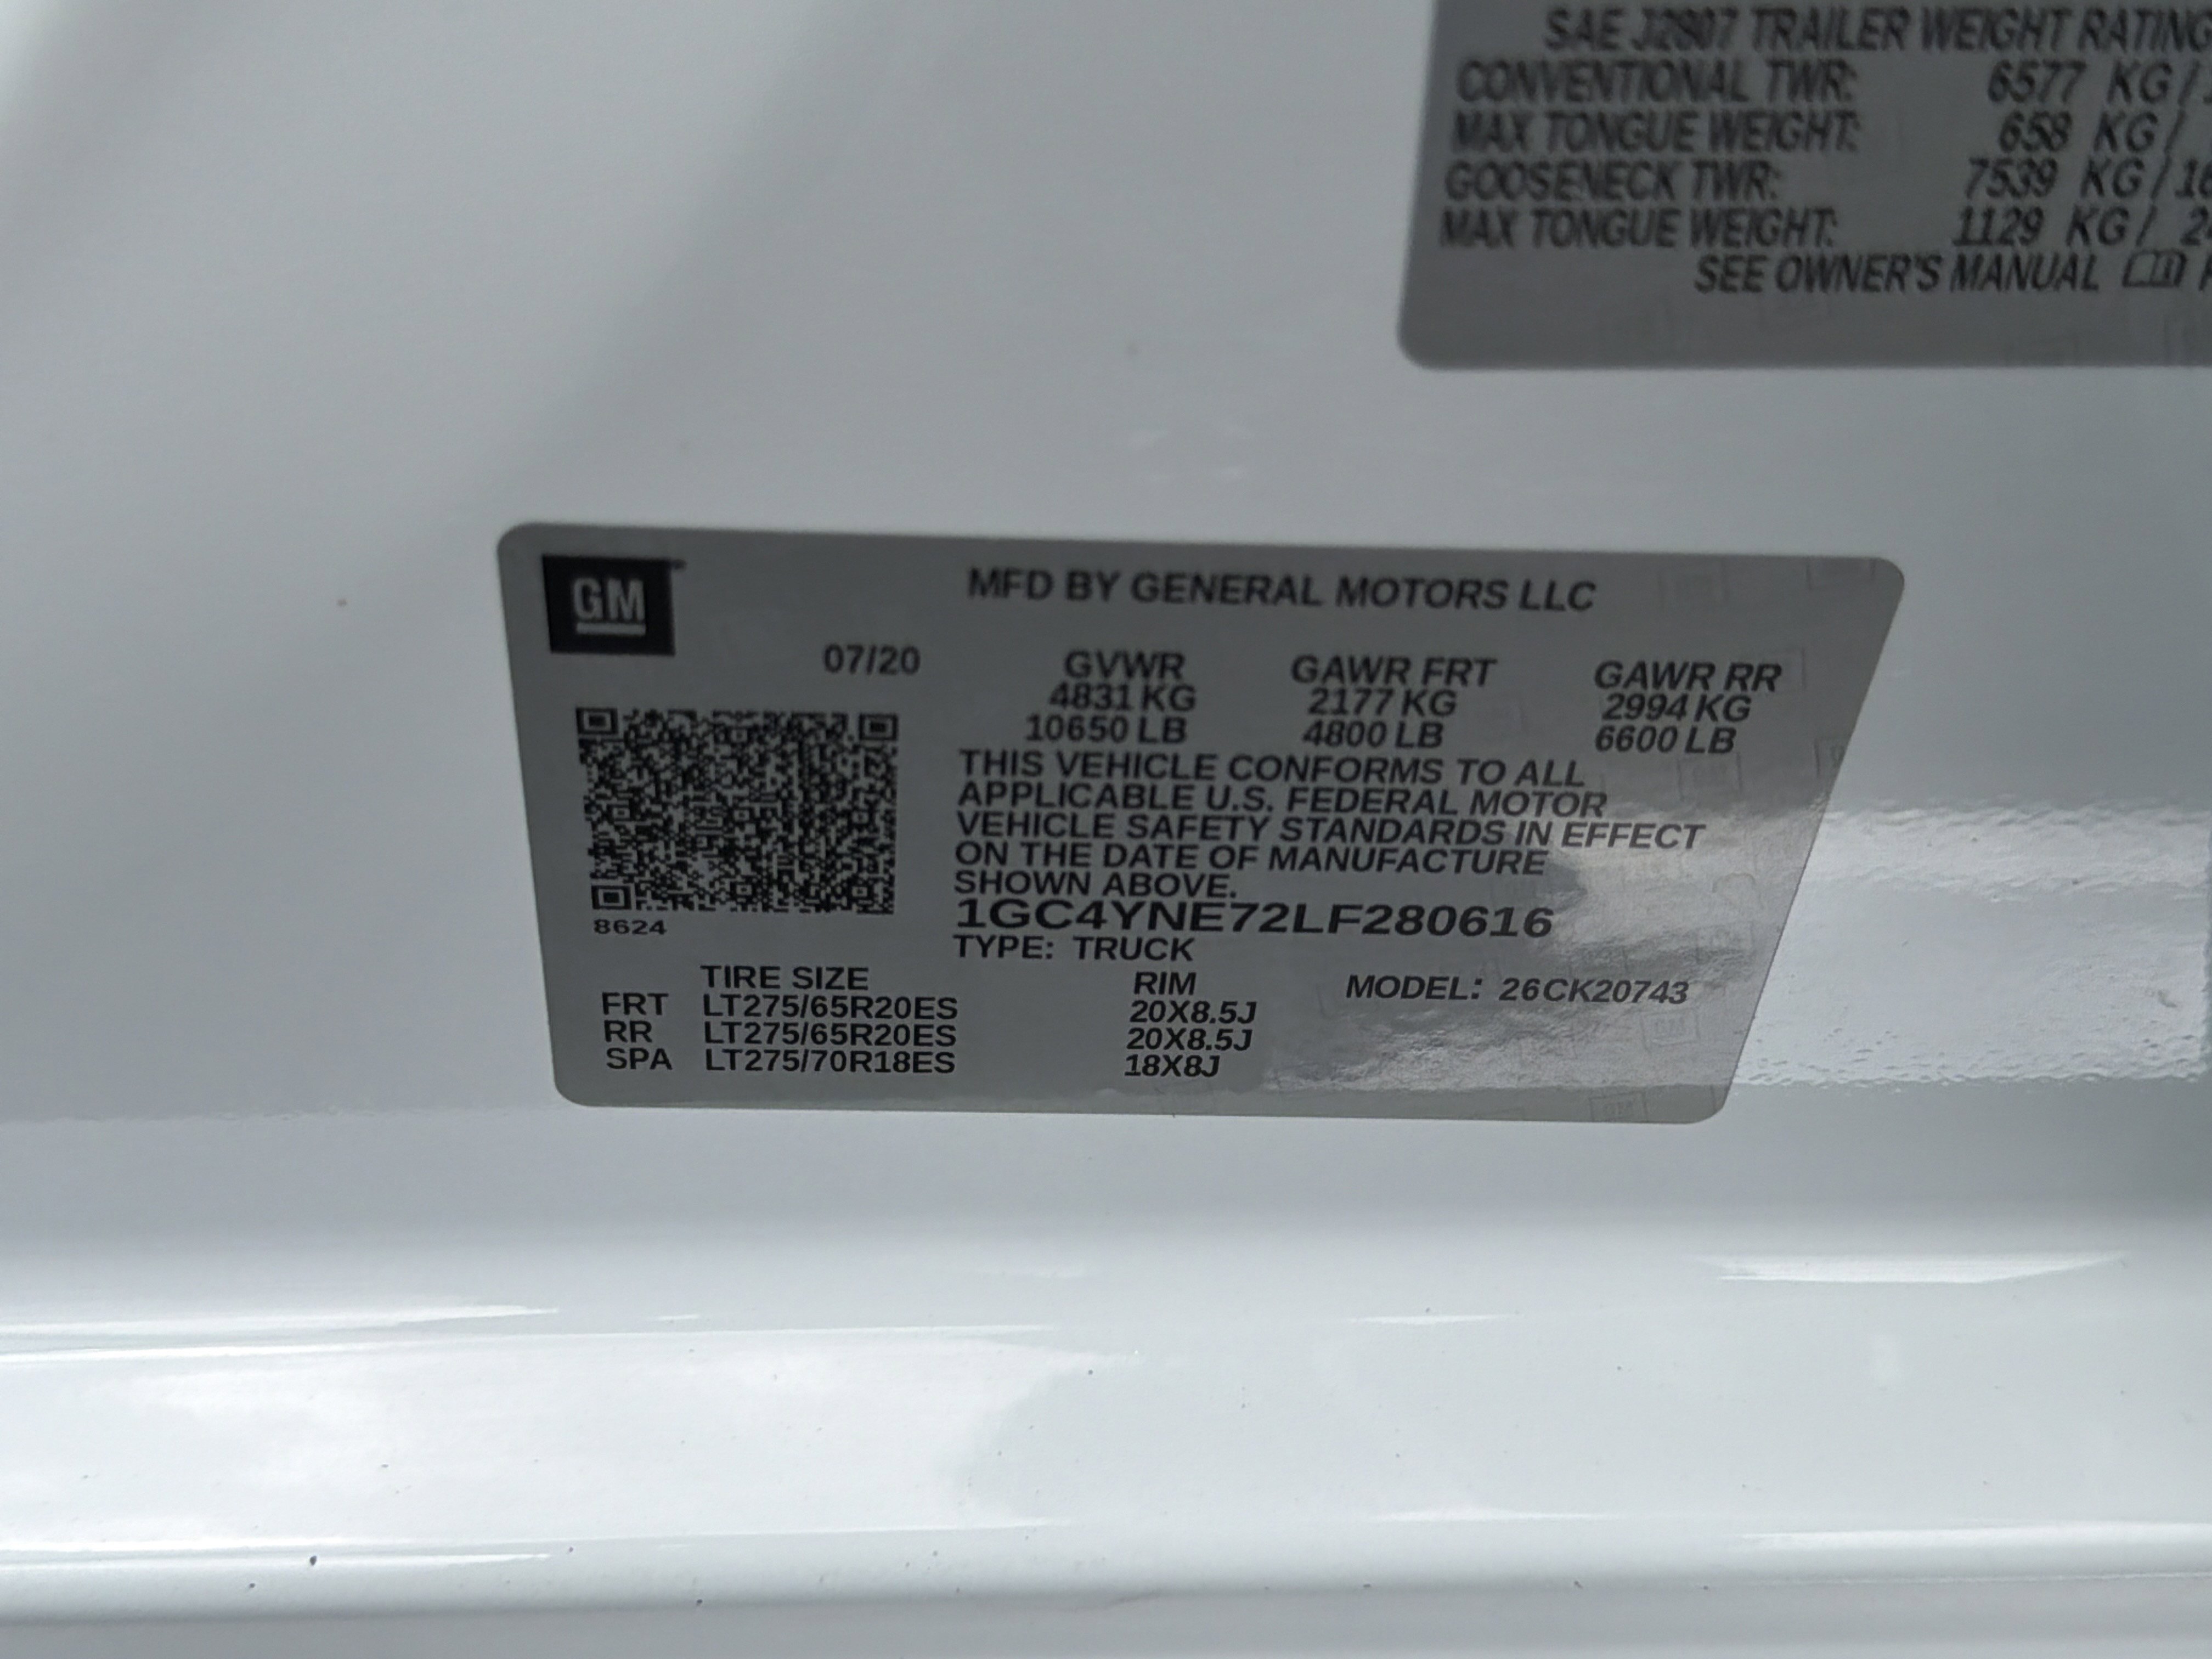 SAE J2807 TRAILER WEIGHT RATING
CONVENTIONAL TWR: 6577 KG/
MAX TONGUE WEIGHT: 658 KG/
GOOSENECK TWR: 7539 KG/
MAX TONGUE WEIGHT: 1129 KG/
SEE OWNER'S MANUAL
GM
MFD BY GENERAL MOTORS LLC
07/20 GVWR GAWR FRT GAWR RR
4831 KG 2177 KG 2994 KG
10650 LB 4800 LB 6600 LB
THIS VEHICLE CONFORMS TO ALL
APPLICABLE U.S. FEDERAL MOTOR
VEHICLE SAFETY STANDARDS IN EFFECT
ON THE DATE OF MANUFACTURE
SHOWN ABOVE.
1GC4YNE72LF280616
8624
TYPE: TRUCK
TIRE SIZE RIM MODEL: 26CK20743
FRT LT275/65R20ES 20X8.5J
RR LT275/65R20ES 20X8.5J
SPA LT275/70R18ES 18X8J